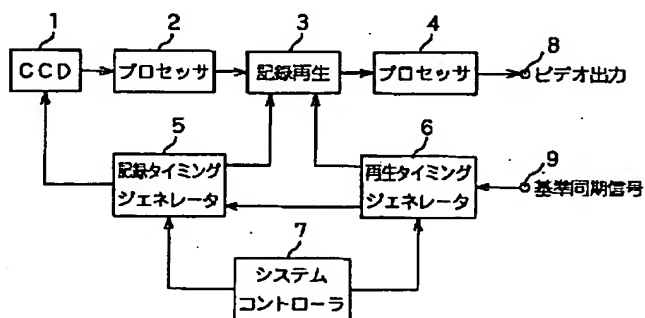 1
CCD
2
プロセッサ
3
記録再生
4
プロセッサ
8
ビデオ出力
5
記録タイミング
ジェネレータ
6
再生タイミング
ジェネレータ
9
基準同期信号
7
システム
コントローラ